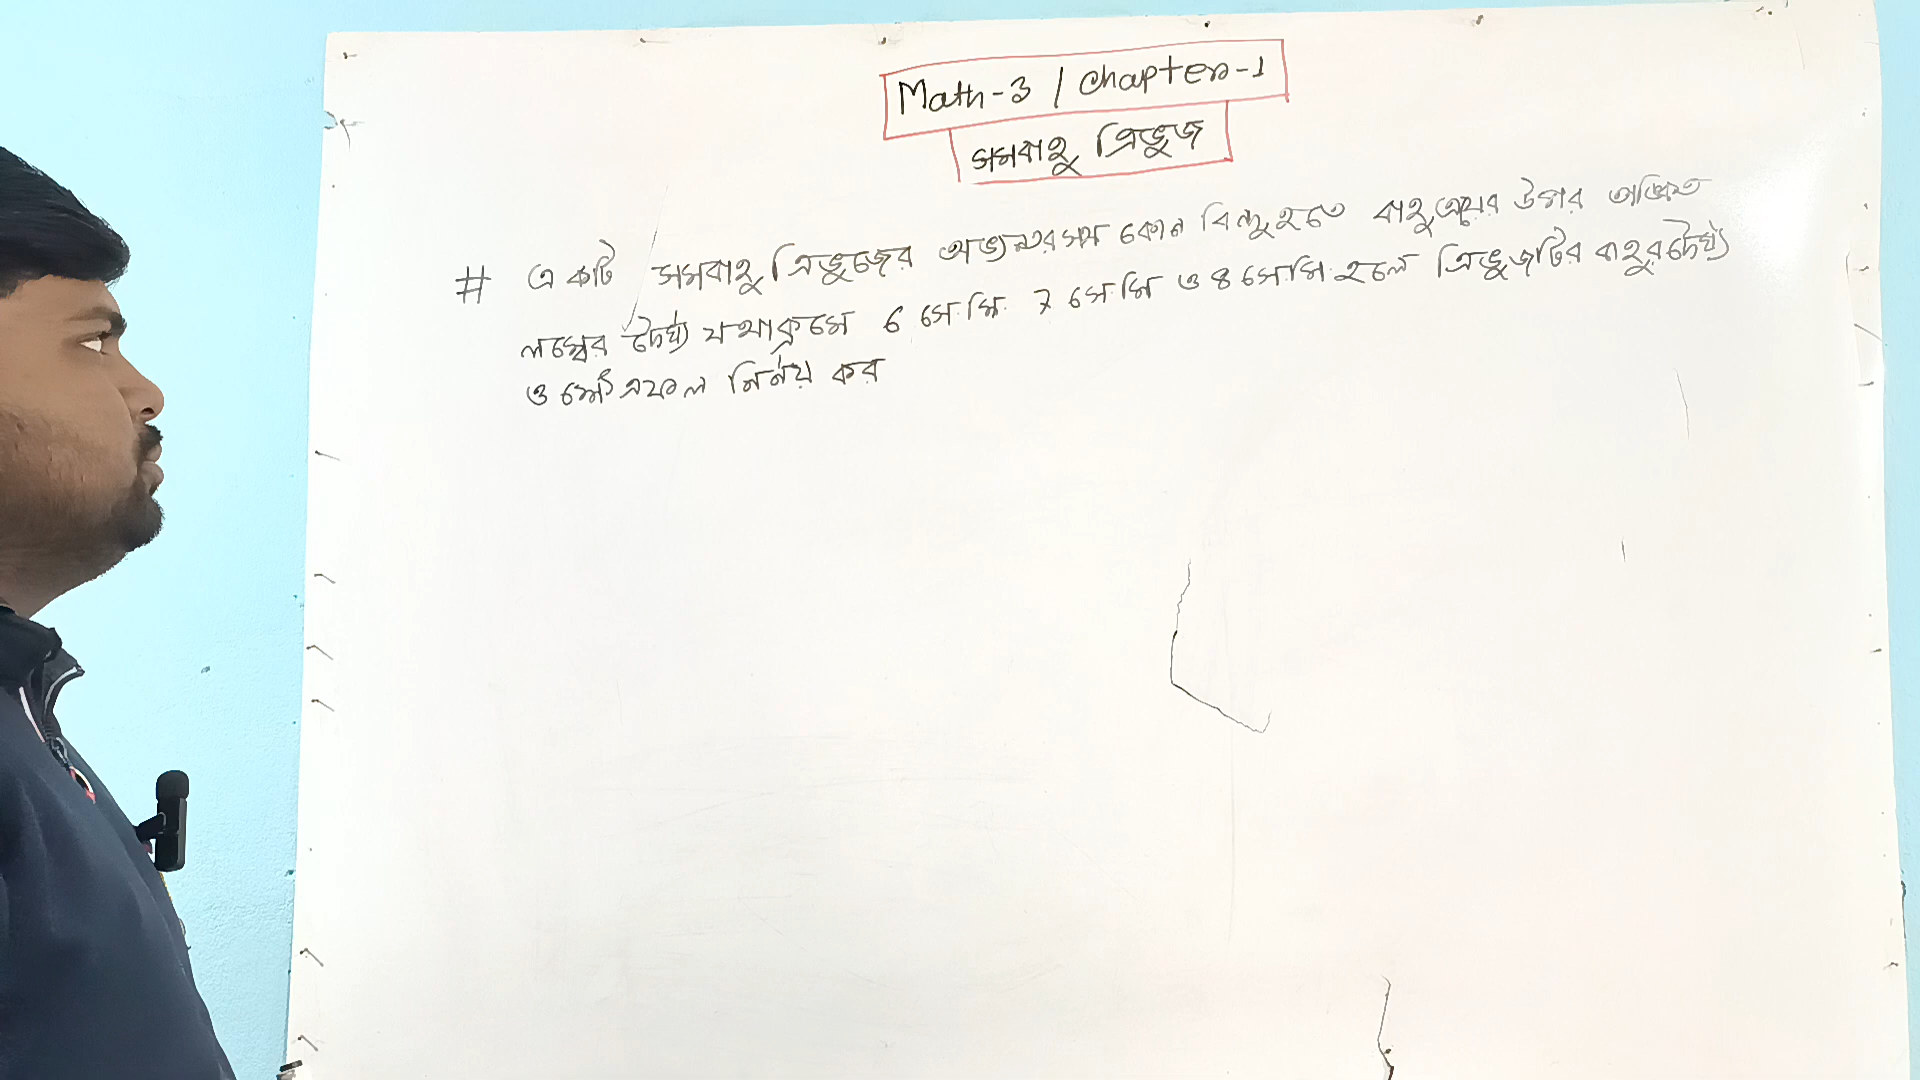 Math-3 / Chapter-1
সমবাহু ত্রিভুজ
# একটি সমবাহু ত্রিভুজের অভ্যন্তরস্থ কোন বিন্দু হতে বাহুত্রয়ের উপর অঙ্কিত
লম্বের দৈর্ঘ্য যথাক্রমে 6 সে.মি. 7 সে.মি ও 8 সে.মি. হলে ত্রিভুজটির বাহুর দৈর্ঘ্য
ও ক্ষেত্রফল নির্ণয় কর